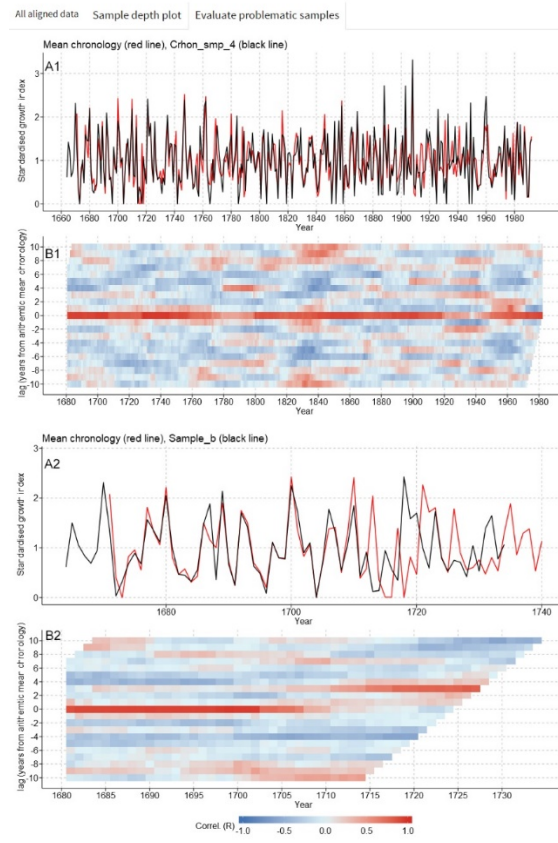 All aligned data Sample depth plot Evaluate problematic samples
Mean chronology (red line), Crhon_smp_4 (black line)
A1
Standardised growth index
3
2
1
0
1664 1680 1700 1720 1740 1760 1780 1800 1820 1840 1860 1880 1900 1920 1940 1960 1980
Year
B1
lag (years from arithemtic mean chronology)
10
8
6
4
2
0
-2
-4
-6
-8
-10
1680 1700 1720 1740 1760 1780 1800 1820 1840 1860 1880 1900 1920 1940 1960 1980
Year
Mean chronology (red line), Sample_b (black line)
A2
Standardised growth index
3
2
1
0
1680 1700 1720 1740
Year
B2
lag (years from arithemtic mean chronology)
10
8
6
4
2
0
-2
-4
-6
-8
-10
1680 1685 1690 1695 1700 1705 1710 1715 1720 1725 1730
Year
Correl. (R) -1.0 -0.5 0.0 0.5 1.0